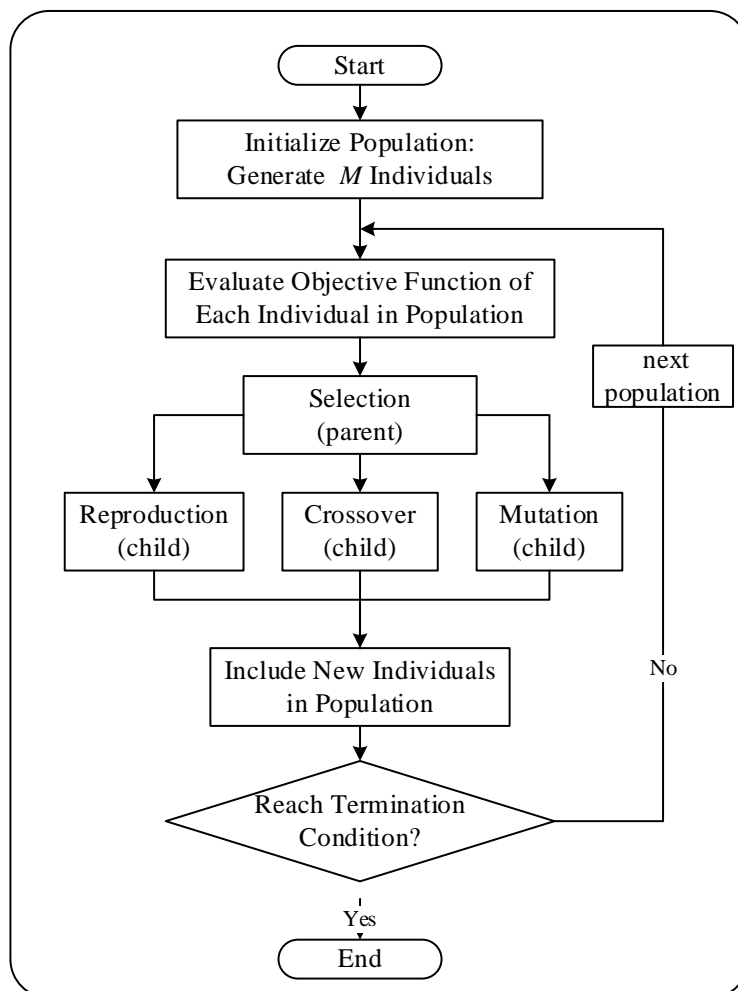 Start
Initialize Population:
Generate M Individuals
Evaluate Objective Function of
Each Individual in Population
next
population
Selection
(parent)
Reproduction
(child)
Crossover
(child)
Mutation
(child)
Include New Individuals
in Population
No
Reach Termination
Condition?
Yes
End